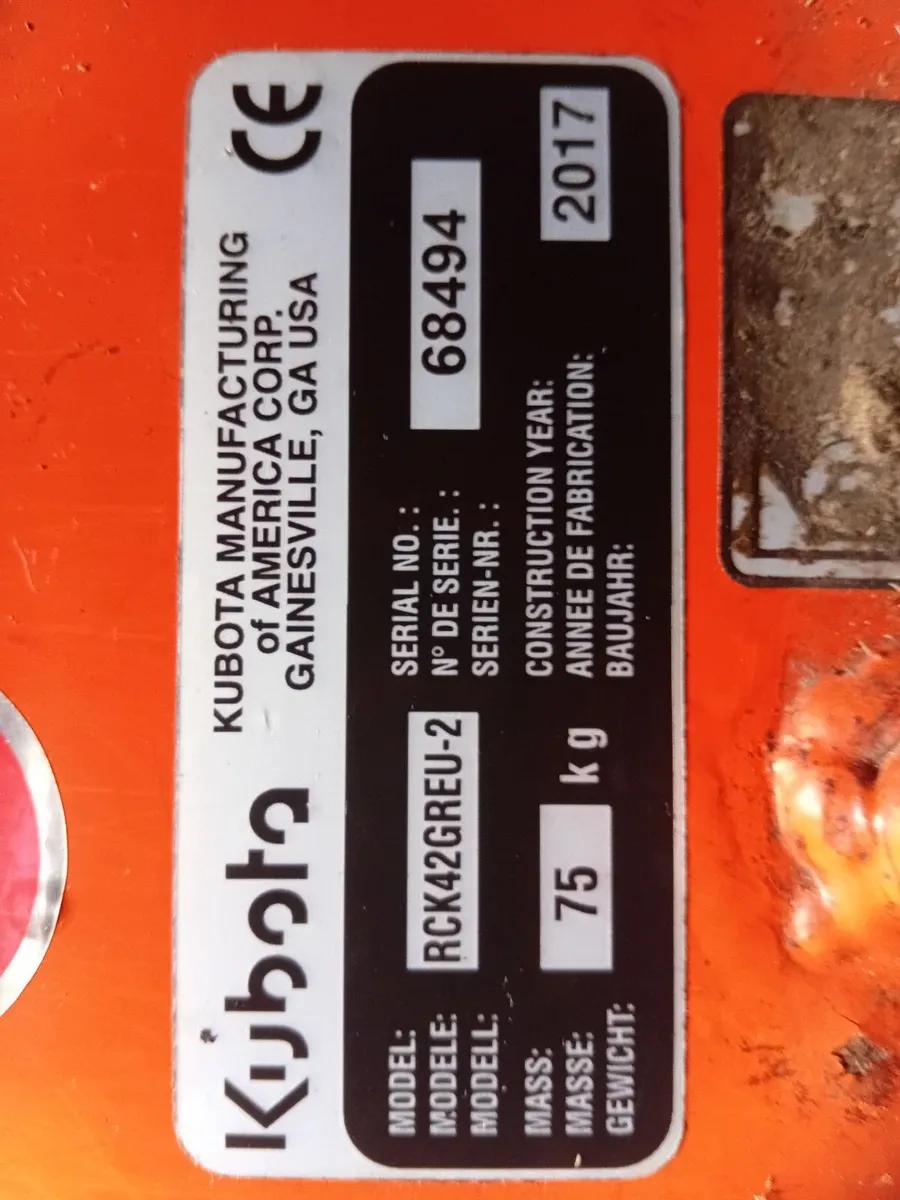 Kubota
KUBOTA MANUFACTURING
of AMERICA CORP.
GAINESVILLE, GA USA
CE
MODEL:
MODELE:
MODELL:
RCK42GREU-2
SERIAL NO. :
N° DE SERIE. :
SERIEN-NR. :
68494
MASS:
MASSE:
GEWICHT:
75 kg
CONSTRUCTION YEAR:
ANNEE DE FABRICATION:
BAUJAHR:
2017